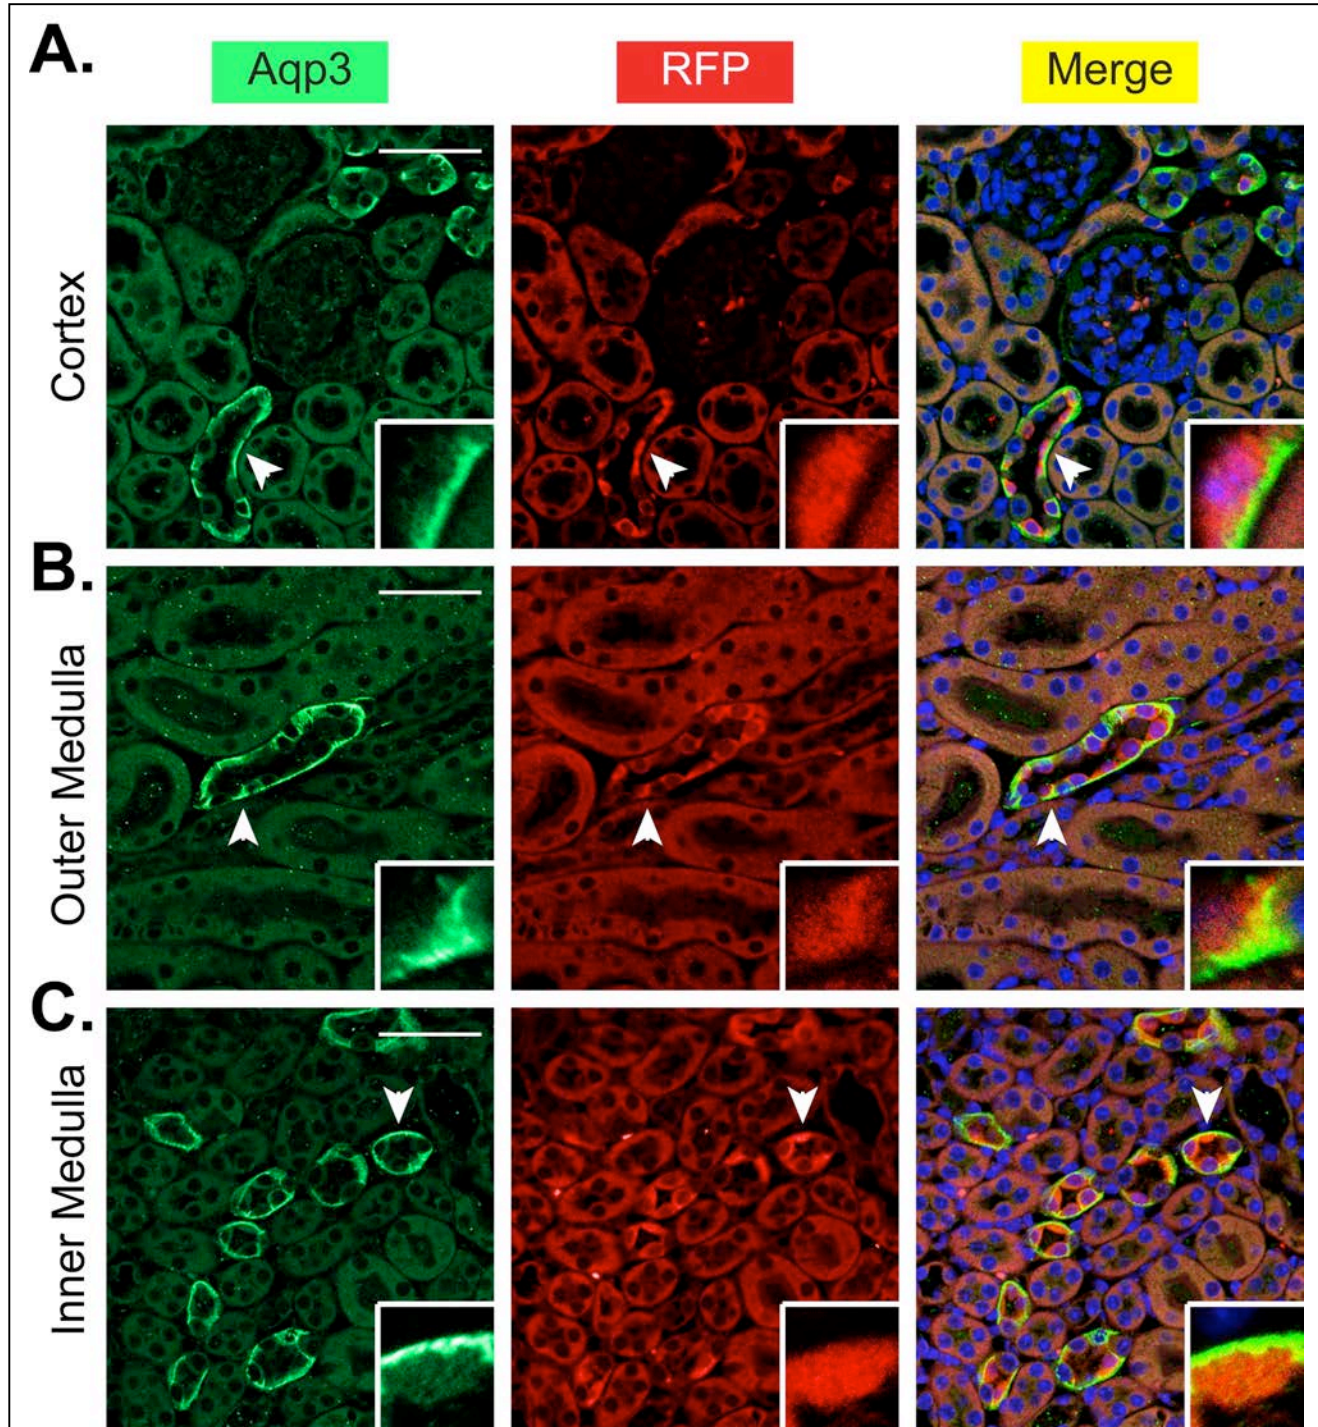 A.
Aqp3
RFP
Merge
Cortex
B.
Outer Medulla
C.
Inner Medulla